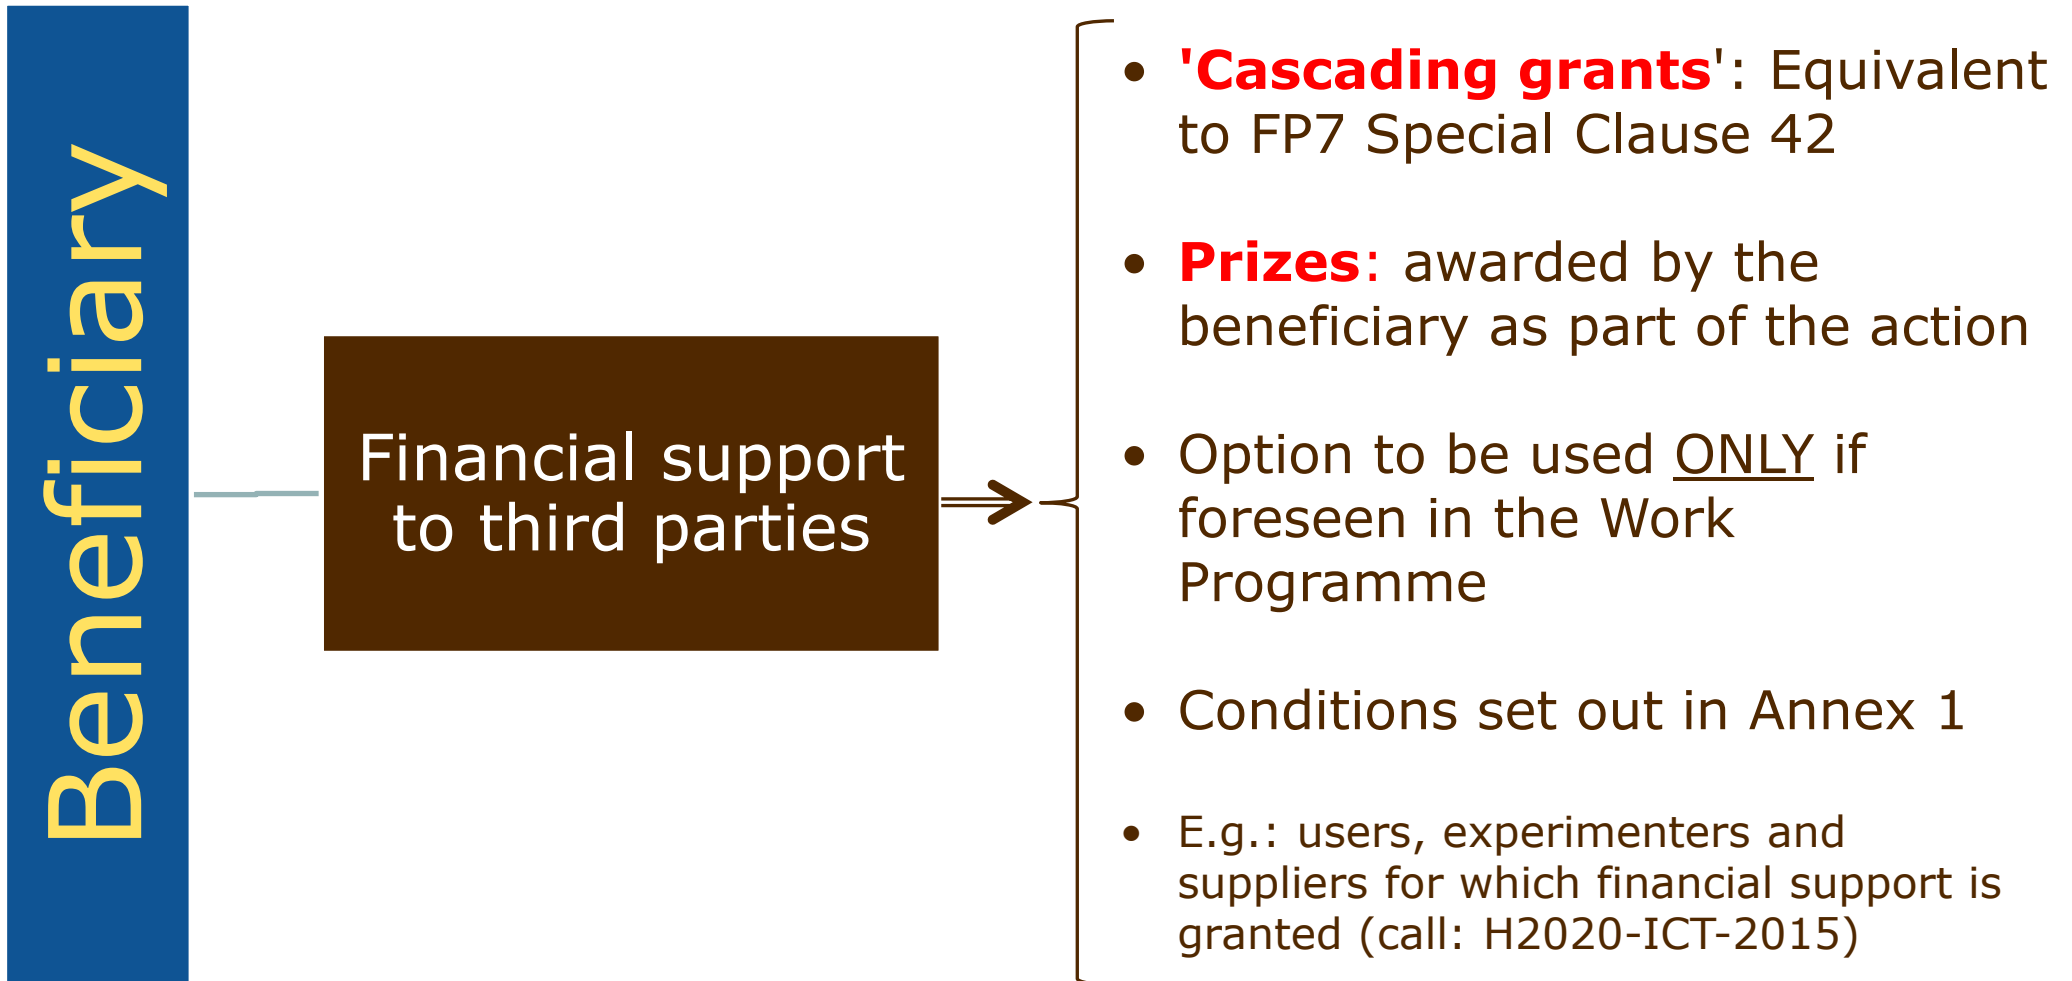 Beneficiary
Financial support
to third parties
• 'Cascading grants': Equivalent
to FP7 Special Clause 42
• Prizes: awarded by the
beneficiary as part of the action
• Option to be used ONLY if
foreseen in the Work
Programme
• Conditions set out in Annex 1
• E.g.: users, experimenters and
suppliers for which financial support is
granted (call: H2020-ICT-2015)